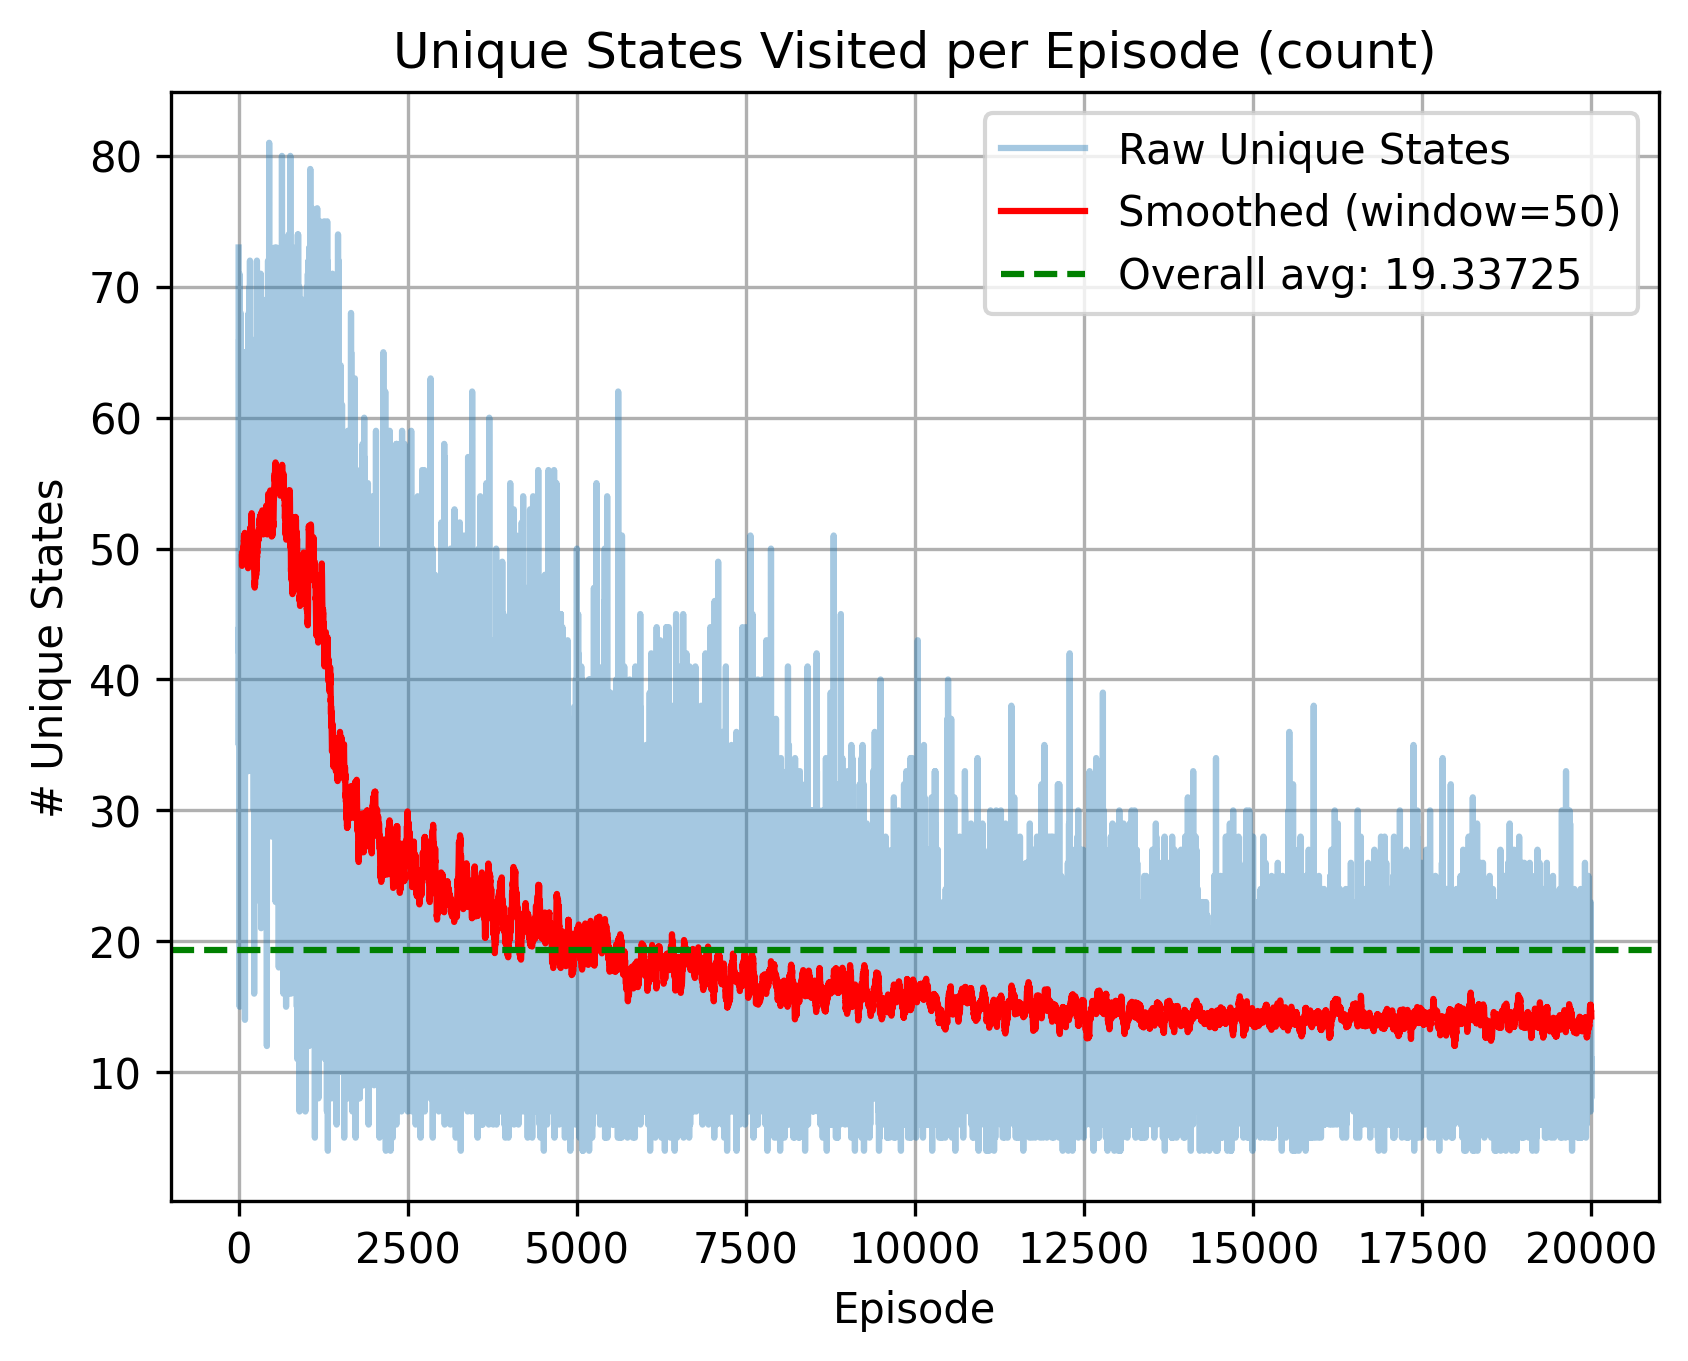 Unique States Visited per Episode (count)
Raw Unique States
Smoothed (window=50)
Overall avg: 19.33725
# Unique States
80
70
60
50
40
30
20
10
0 2500 5000 7500 10000 12500 15000 17500 20000
Episode